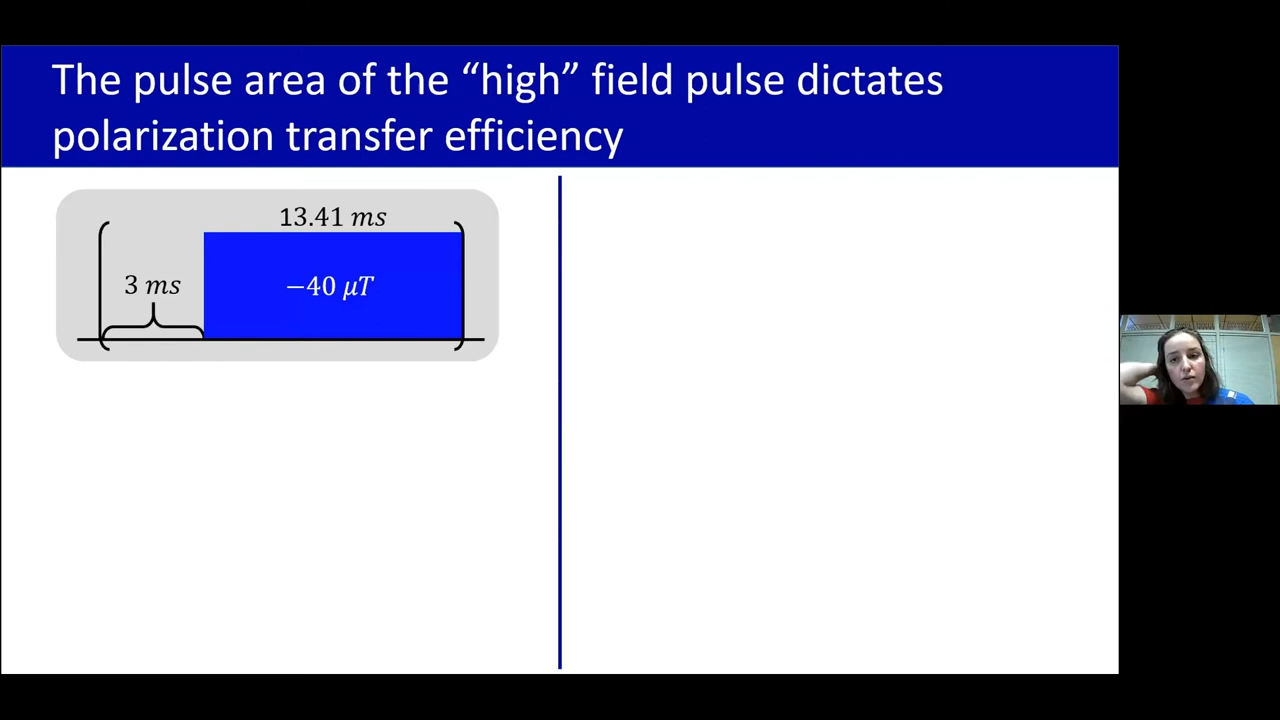 The pulse area of the “high” field pulse dictates
polarization transfer efficiency
13.41 ms
3 ms
−40 μT